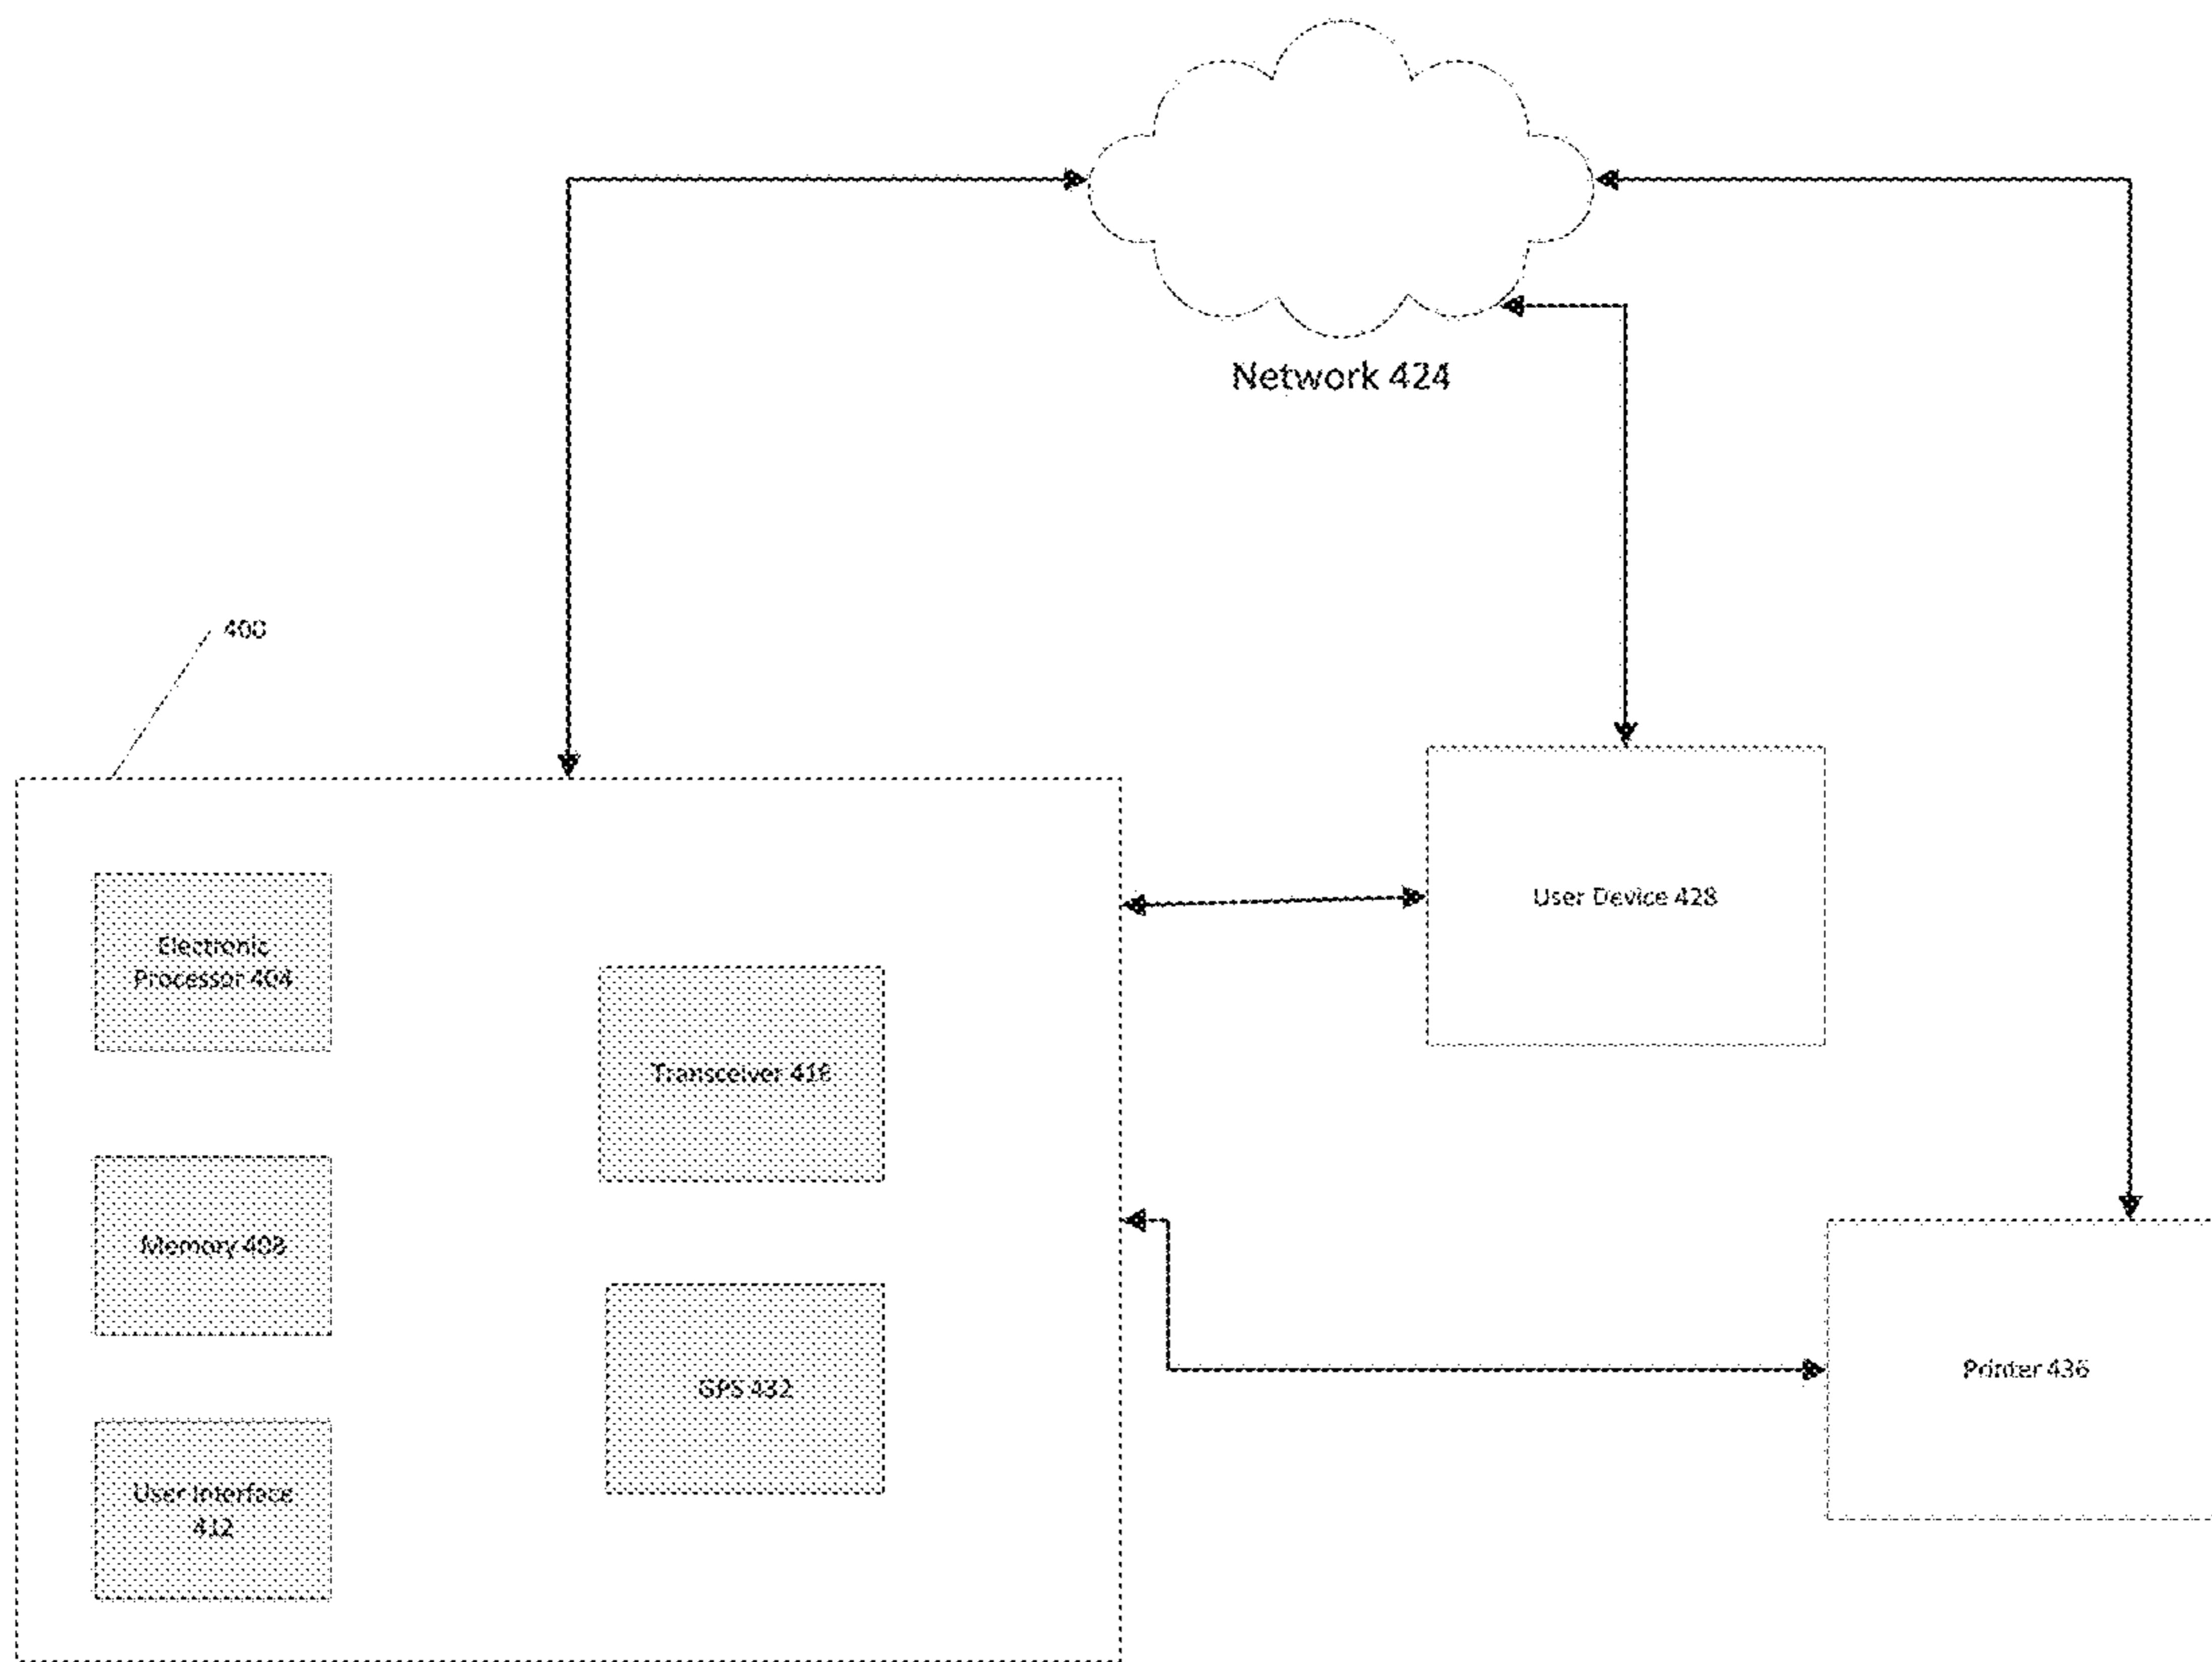 Network 424
400
Electronic
Processor 404
User Device 428
Transceiver 416
Memory 408
Printer 436
GPS 432
User Interface
412